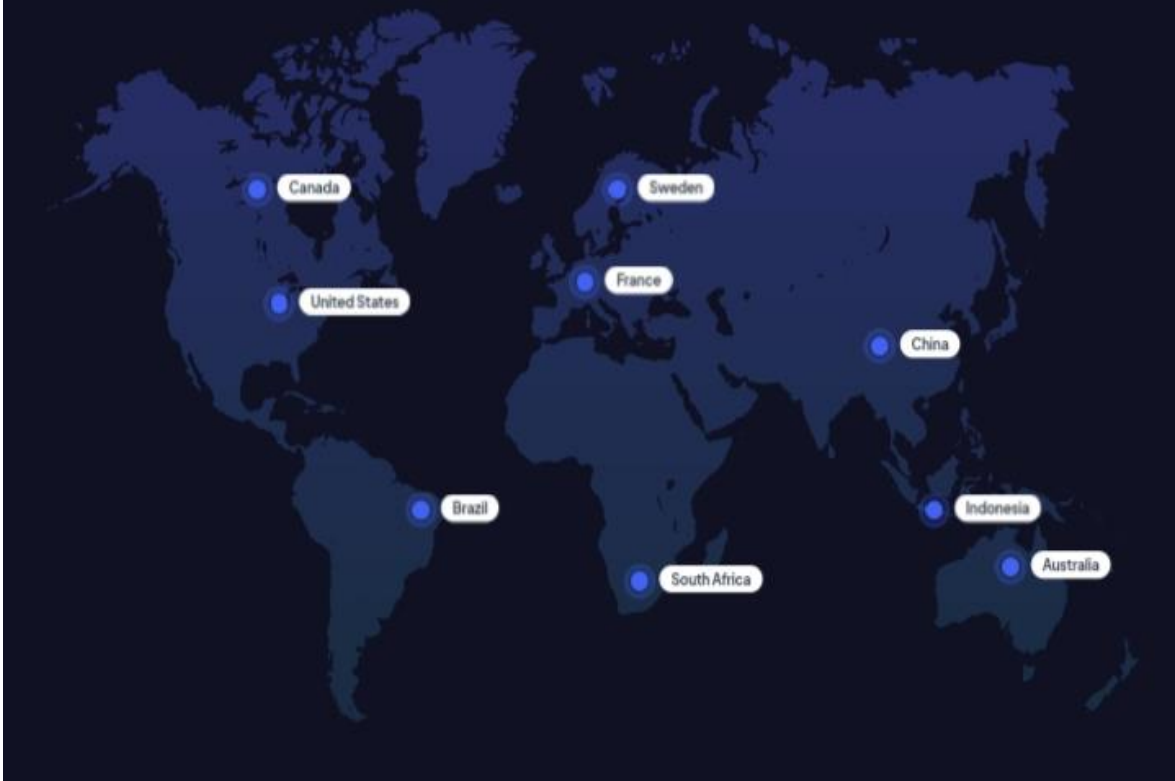 Canada
Sweden
France
United States
China
Brazil
Indonesia
Australia
South Africa